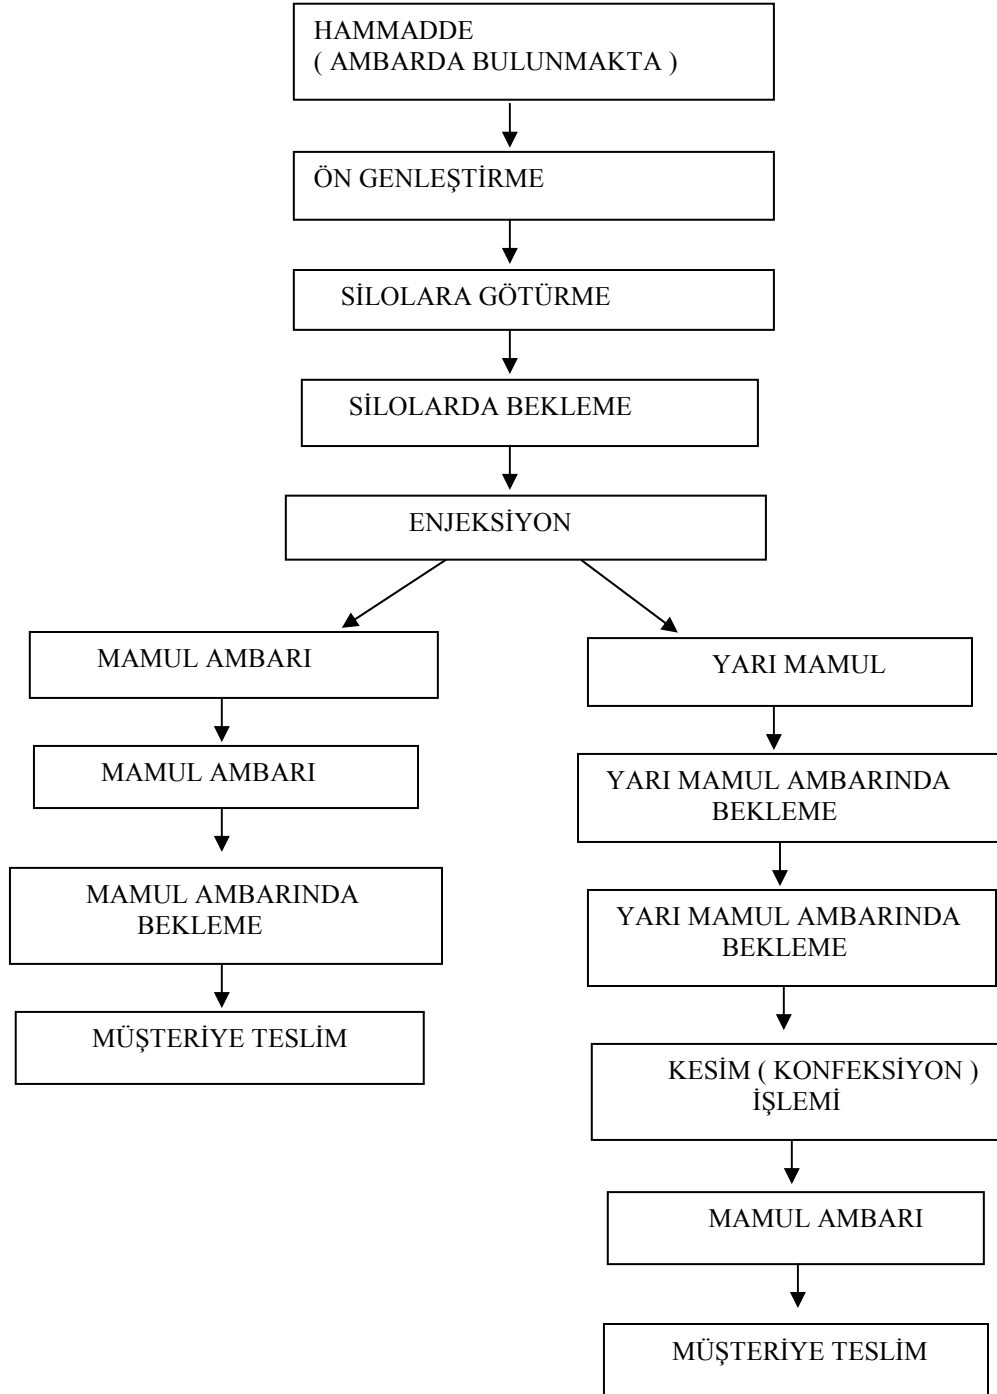 HAMMADDE
( AMBARDA BULUNMAKTA )
ÖN GENLEŞTİRME
SİLOLARA GÖTÜRME
SİLOLARDA BEKLEME
ENJEKSİYON
MAMUL AMBARI
MAMUL AMBARI
MAMUL AMBARINDA
BEKLEME
MÜŞTERİYE TESLİM
YARI MAMUL
YARI MAMUL AMBARINDA
BEKLEME
YARI MAMUL AMBARINDA
BEKLEME
KESİM ( KONFEKSİYON )
İŞLEMİ
MAMUL AMBARI
MÜŞTERİYE TESLİM